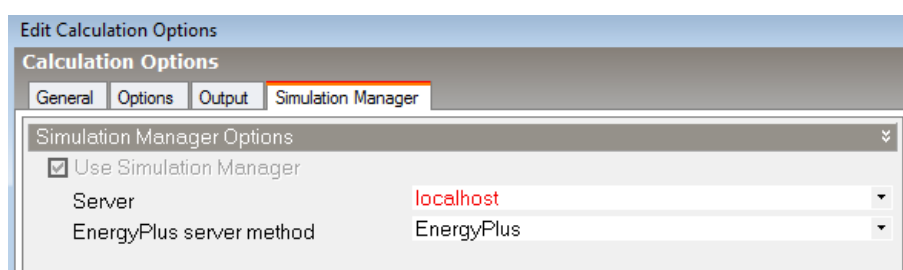 Edit Calculation Options
Calculation Options
General Options Output Simulation Manager
Simulation Manager Options
Use Simulation Manager
Server localhost
EnergyPlus server method EnergyPlus